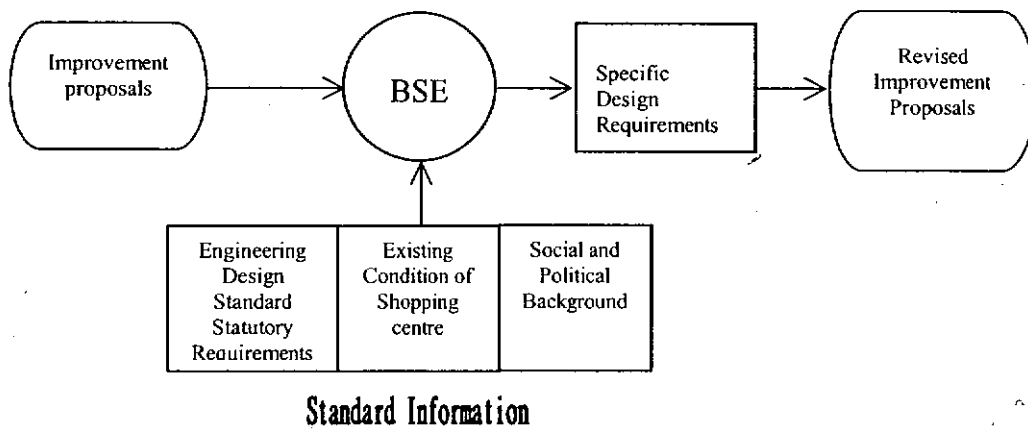 Improvement
proposals
BSE
Specific
Design
Requirements
Revised
Improvement
Proposals
Engineering
Design
Standard
Statutory
Requirements
Existing
Condition of
Shopping
centre
Social and
Political
Background
Standard Information